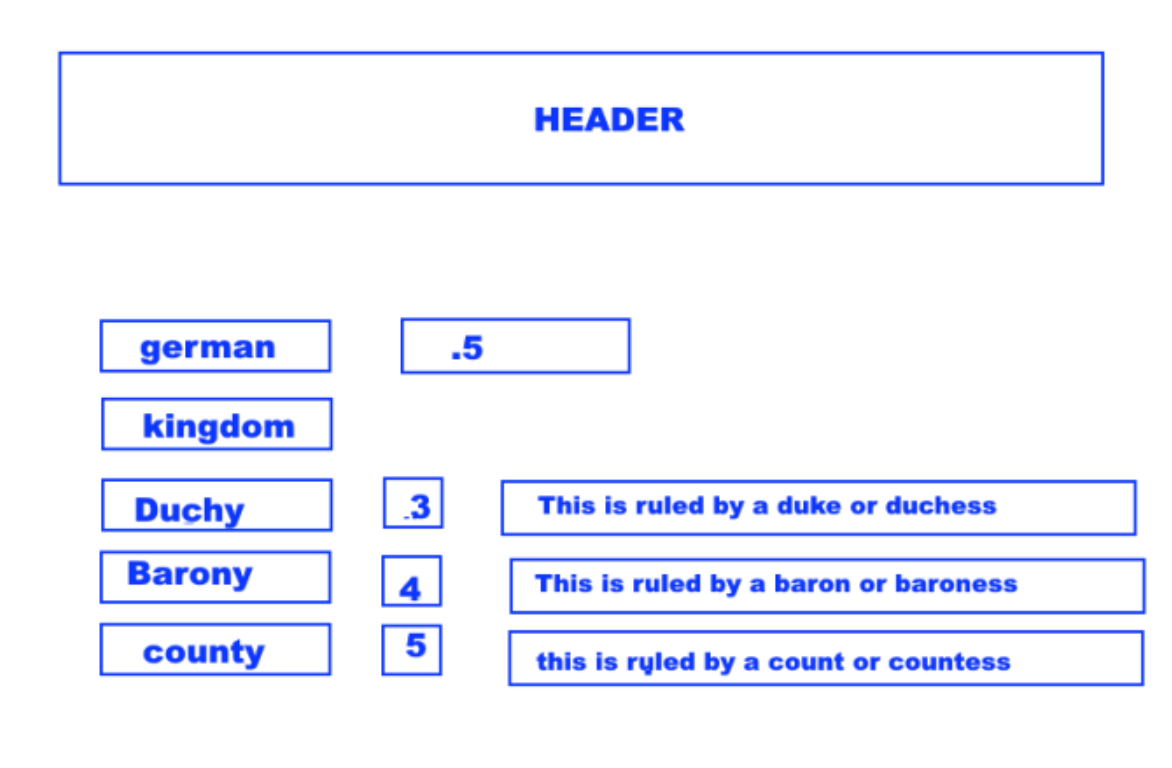 HEADER
german .5
kingdom
Duchy .3 This is ruled by a duke or duchess
Barony 4 This is ruled by a baron or baroness
county 5 this is ruled by a count or countess